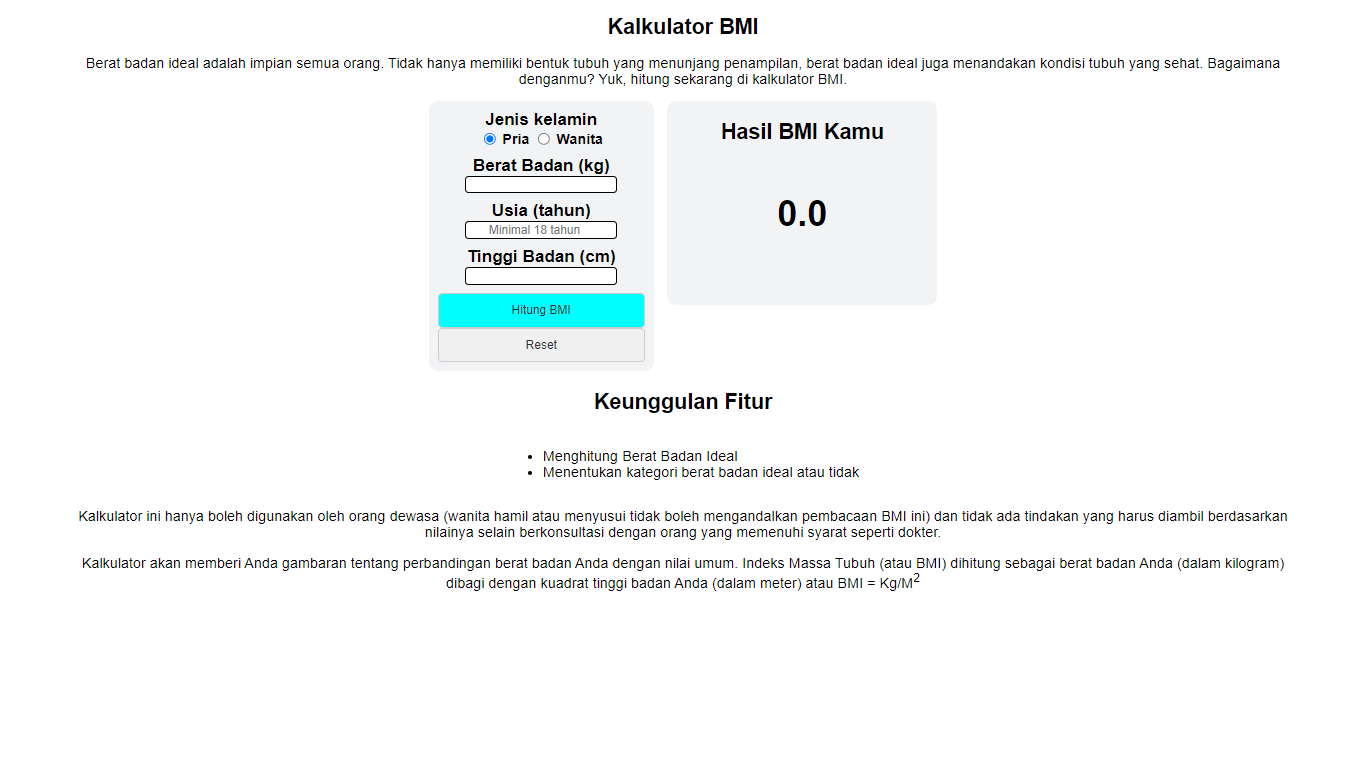 Kalkulator BMI
Berat badan ideal adalah impian semua orang. Tidak hanya memiliki bentuk tubuh yang menunjang penampilan, berat badan ideal juga menandakan kondisi tubuh yang sehat. Bagaimana
denganmu? Yuk, hitung sekarang di kalkulator BMI.
Jenis kelamin
Pria Wanita
Berat Badan (kg)
Usia (tahun)
Minimal 18 tahun
Tinggi Badan (cm)
Hitung BMI
Reset
Hasil BMI Kamu
0.0
Keunggulan Fitur
• Menghitung Berat Badan Ideal
• Menentukan kategori berat badan ideal atau tidak
Kalkulator ini hanya boleh digunakan oleh orang dewasa (wanita hamil atau menyusui tidak boleh mengandalkan pembacaan BMI ini) dan tidak ada tindakan yang harus diambil berdasarkan
nilainya selain berkonsultasi dengan orang yang memenuhi syarat seperti dokter.
Kalkulator akan memberi Anda gambaran tentang perbandingan berat badan Anda dengan nilai umum. Indeks Massa Tubuh (atau BMI) dihitung sebagai berat badan Anda (dalam kilogram)
dibagi dengan kuadrat tinggi badan Anda (dalam meter) atau BMI = Kg/M²